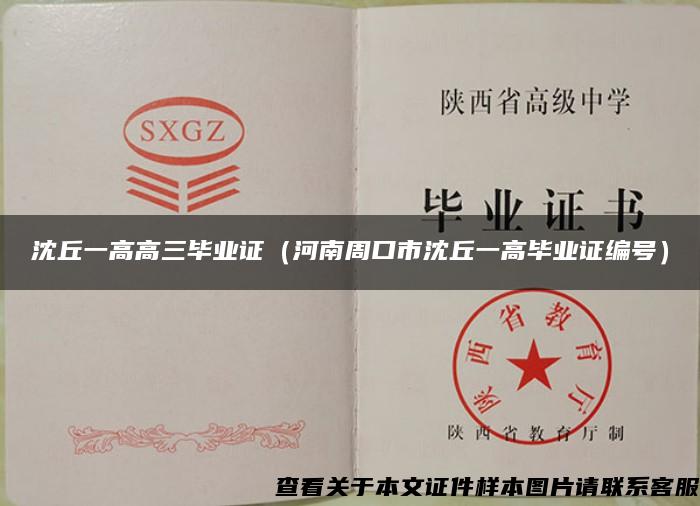 SXGZ
陕西省高级中学
毕业证书
沈丘一高高三毕业证（河南周口市沈丘一高毕业证编号）
陕西省教育厅
陕西省教育厅制
查看关于本文证件样本图片请联系客服